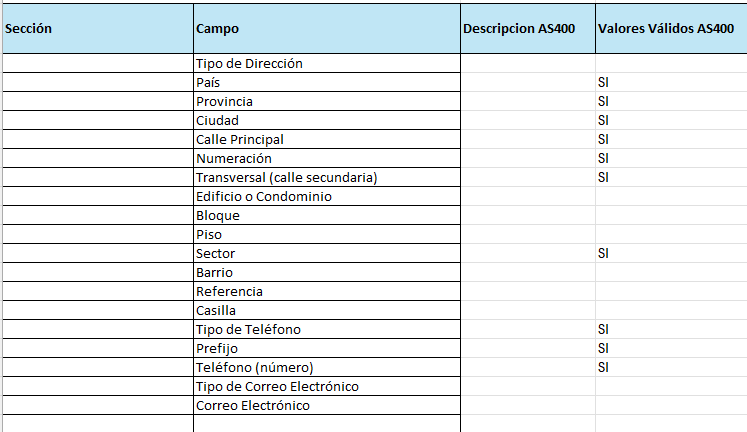 Sección Campo Descripcion AS400 Valores Válidos AS400
Tipo de Dirección
País SI
Provincia SI
Ciudad SI
Calle Principal SI
Numeración SI
Transversal (calle secundaria) SI
Edificio o Condominio
Bloque
Piso
Sector SI
Barrio
Referencia
Casilla
Tipo de Teléfono SI
Prefijo SI
Teléfono (número) SI
Tipo de Correo Electrónico
Correo Electrónico